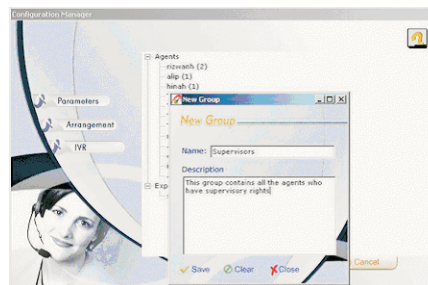 Configuration Manager
Agents
rizwanh (2)
alip (1)
hinah (1)
Parameters
Arrangement
IVR
New Group
New Group
Name: Supervisors
Description
This group contains all the agents who
have supervisory rights
Save Clear Close
Cancel